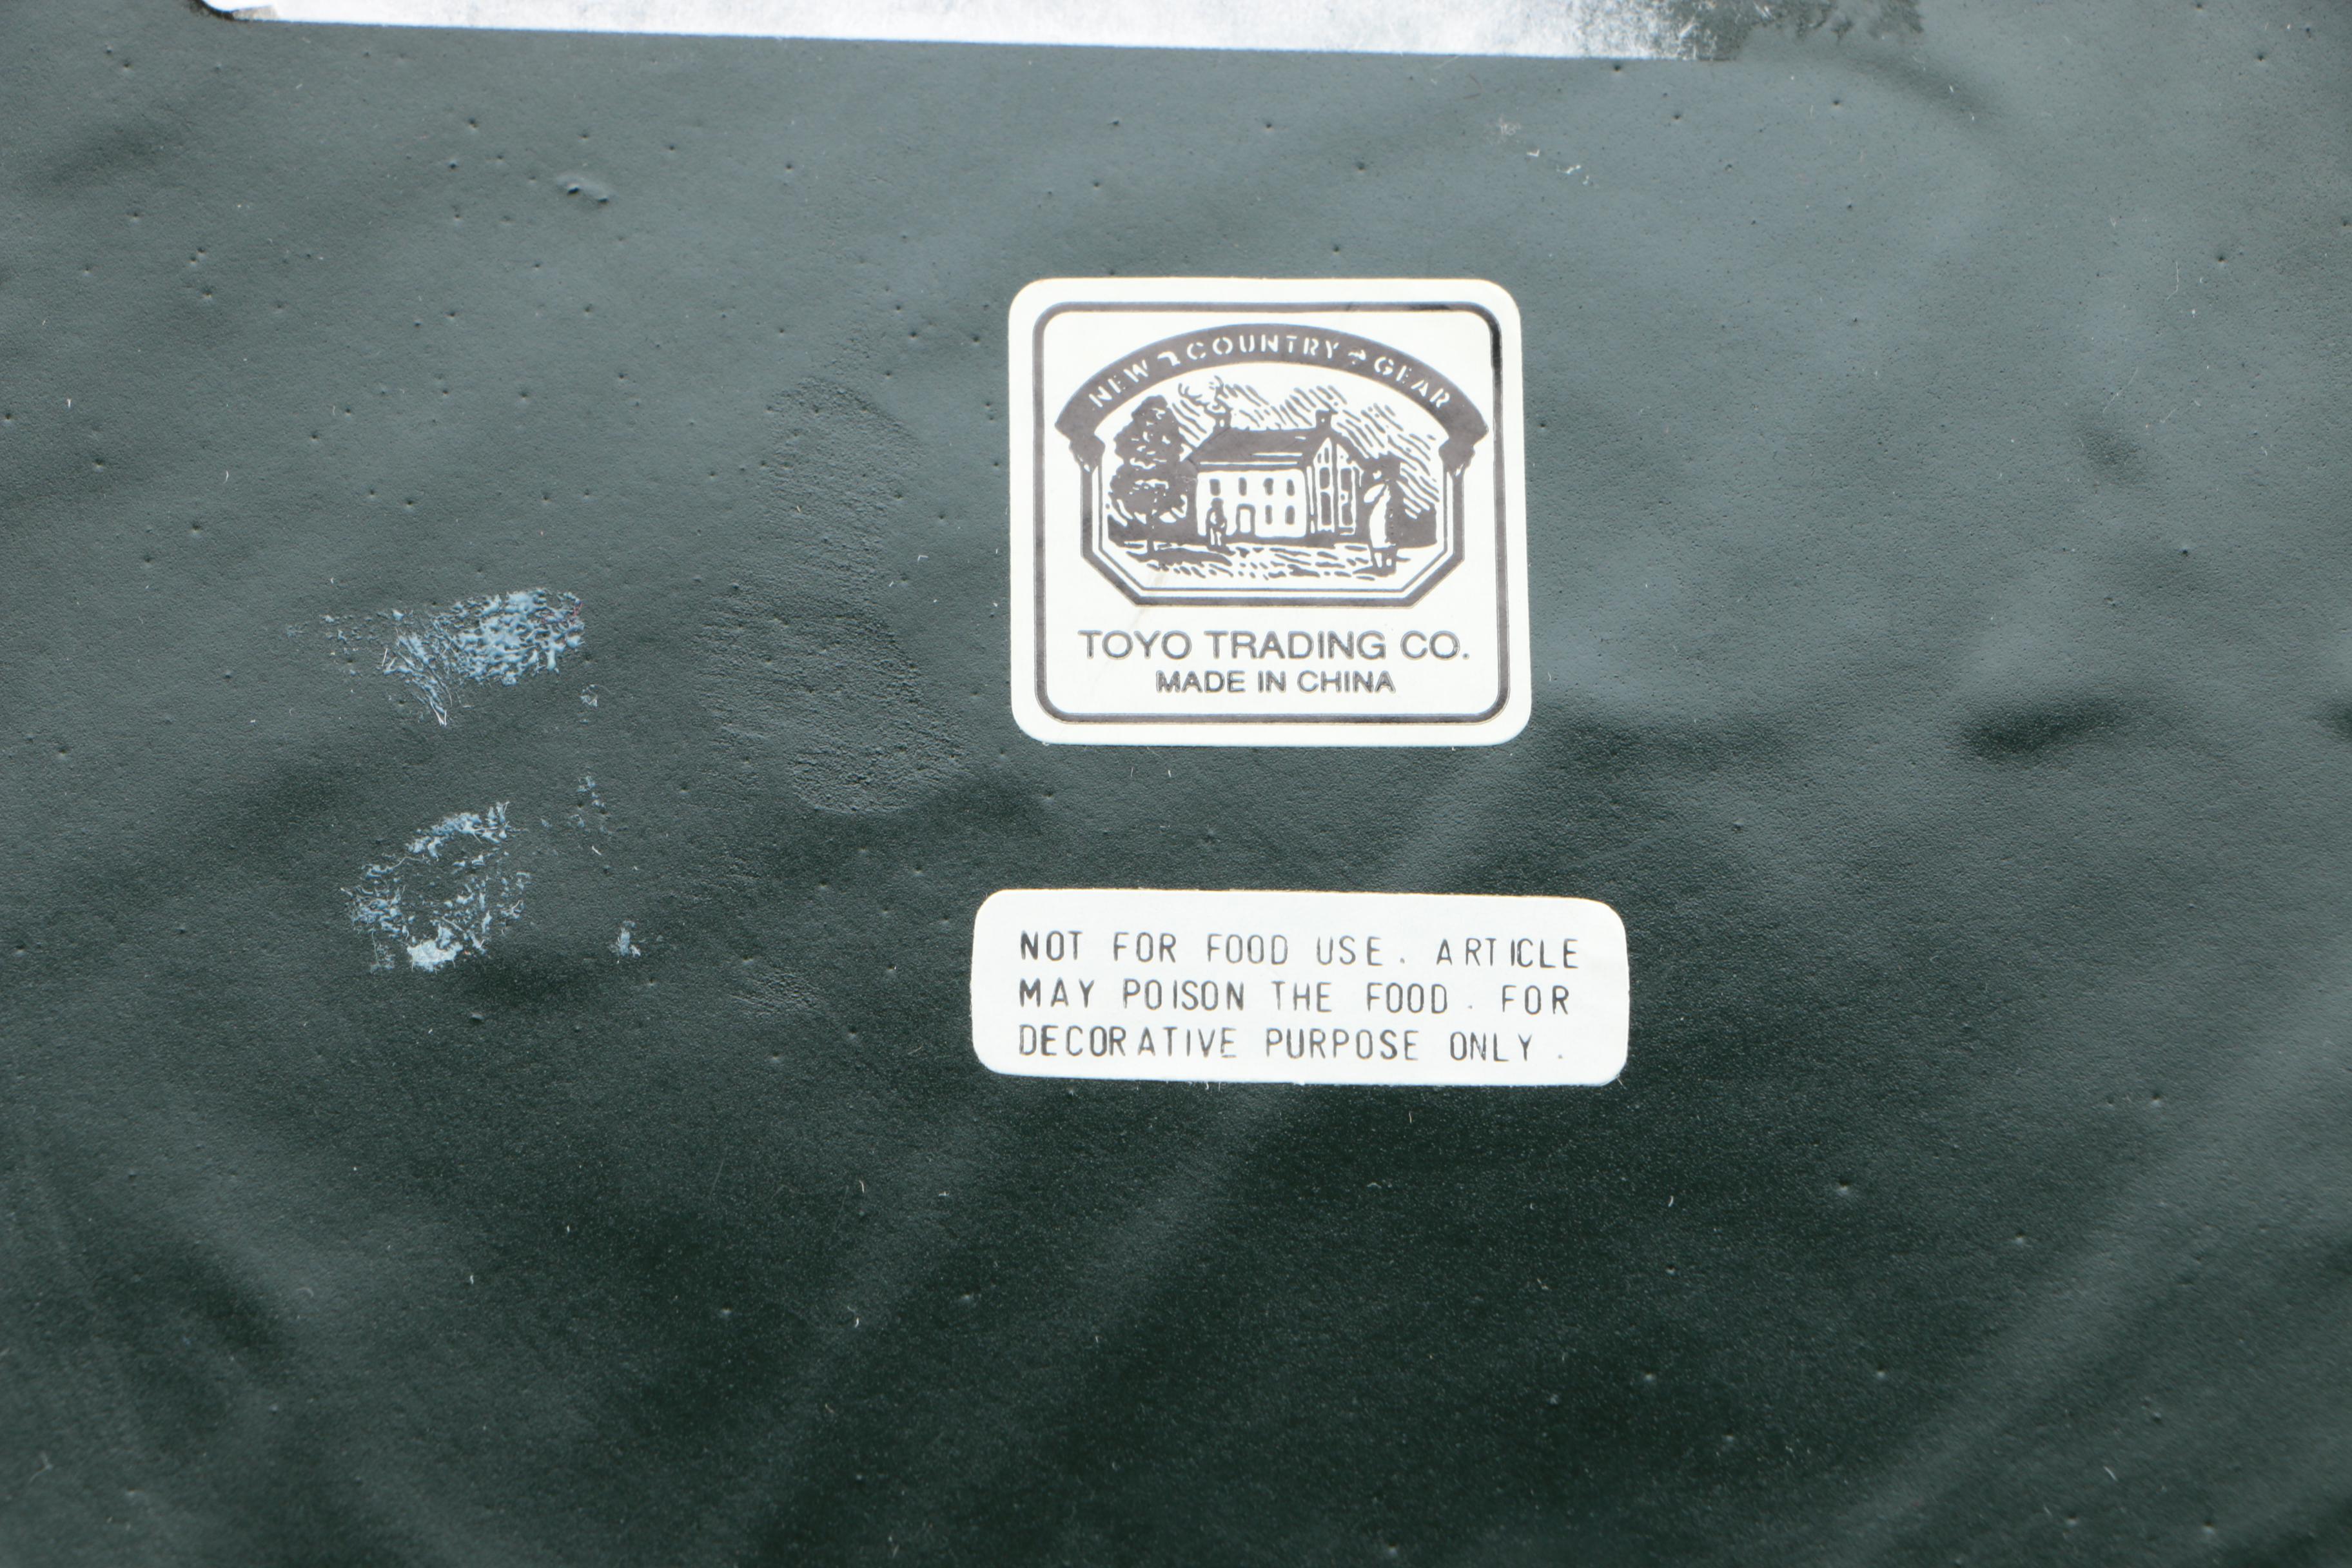 NEW COUNTRY GEAR
TOYO TRADING CO.
MADE IN CHINA
NOT FOR FOOD USE. ARTICLE
MAY POISON THE FOOD. FOR
DECORATIVE PURPOSE ONLY.